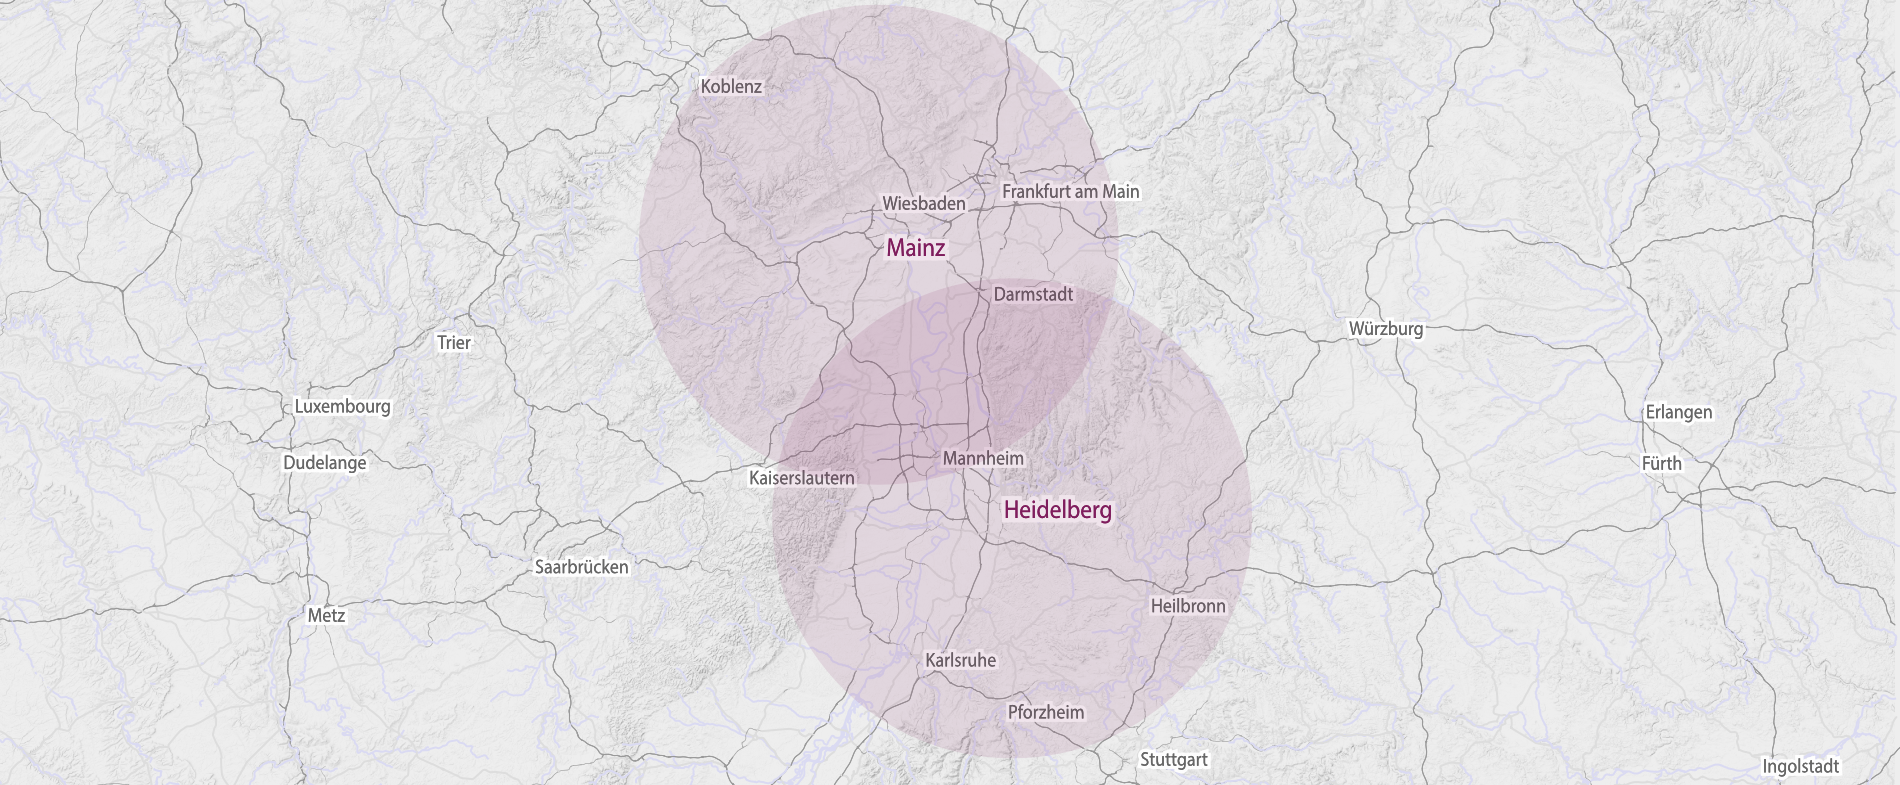 Koblenz
Frankfurt am Main
Wiesbaden
Mainz
Darmstadt
Würzburg
Trier
Luxembourg
Erlangen
Mannheim
Dudelange
Fürth
Kaiserslautern
Heidelberg
Saarbrücken
Heilbronn
Metz
Karlsruhe
Pforzheim
Stuttgart
Ingolstadt